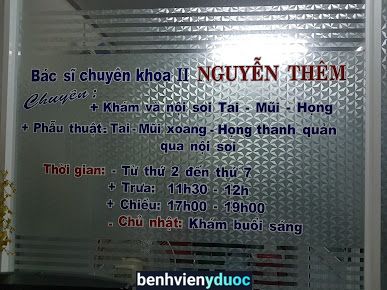 Bác sĩ chuyên khoa II NGUYỄN THÊM
Chuyên:
+ Khám và nội soi Tai - Mũi - Họng
+ Phẫu thuật: Tai-Mũi xoang-Họng thanh quản
qua nội soi
Thời gian: - Từ thứ 2 đến thứ 7
+ Trưa: 11h30 - 12h
+ Chiều: 17h00 - 19h00
. Chủ nhật: Khám buổi sáng
benhvienyduoc